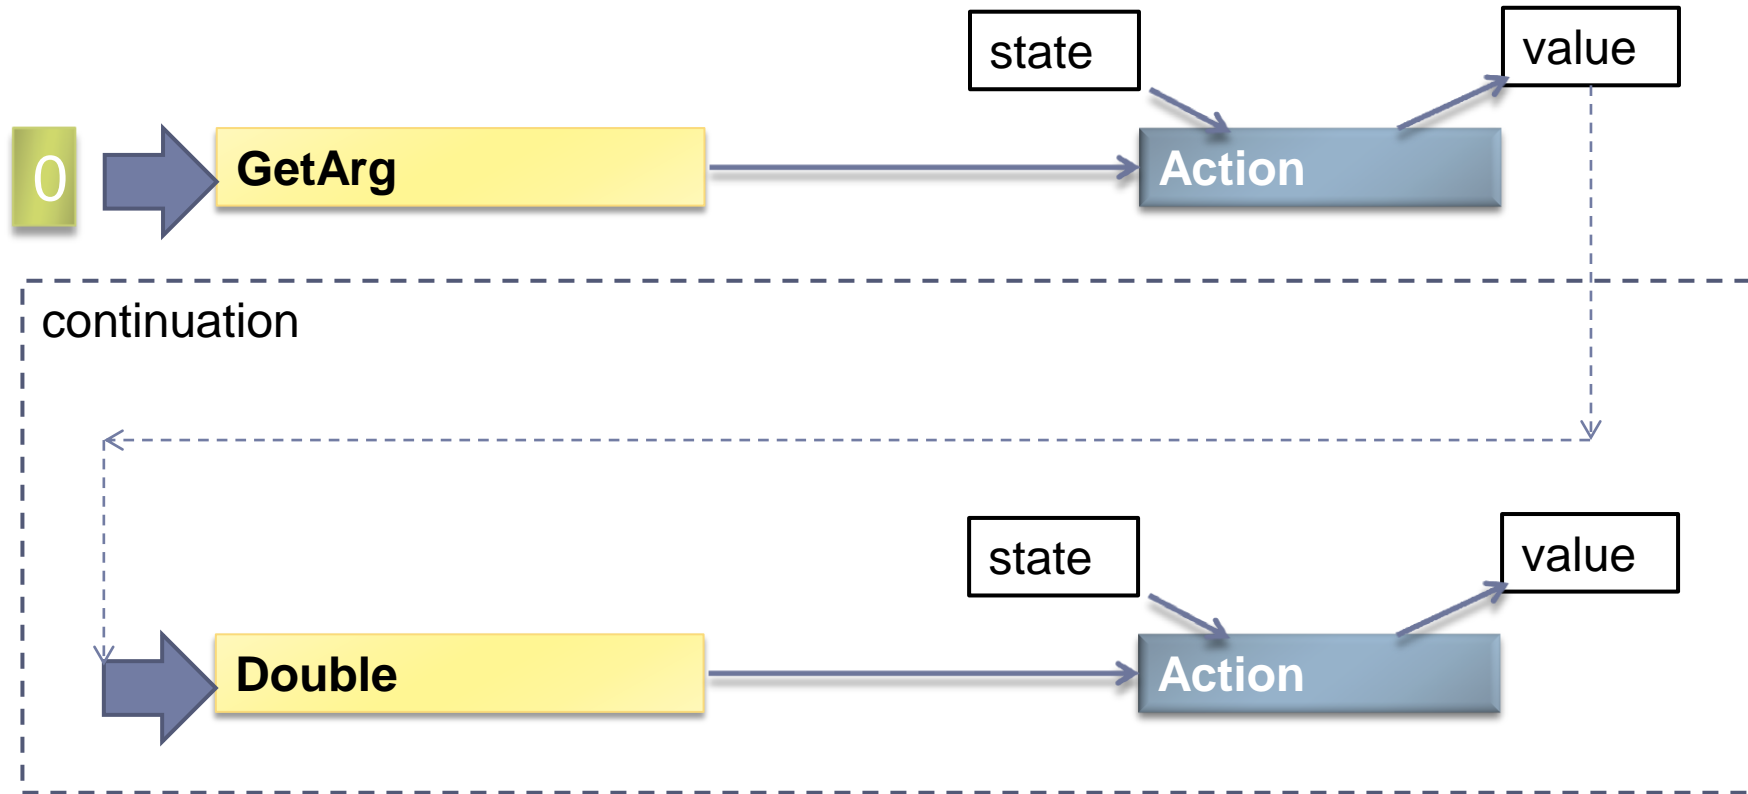 state
value
0
GetArg
Action
continuation
state
value
Double
Action